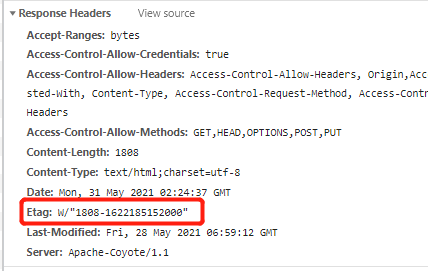 Response Headers View source
Accept-Ranges: bytes
Access-Control-Allow-Credentials: true
Access-Control-Allow-Headers: Access-Control-Allow-Headers, Origin,Acc
sted-With, Content-Type, Access-Control-Request-Method, Access-Contr
Headers
Access-Control-Allow-Methods: GET,HEAD,OPTIONS,POST,PUT
Content-Length: 1808
Content-Type: text/html;charset=utf-8
Date: Mon, 31 May 2021 02:24:37 GMT
Etag: W/"1808-1622185152000"
Last-Modified: Fri, 28 May 2021 06:59:12 GMT
Server: Apache-Coyote/1.1